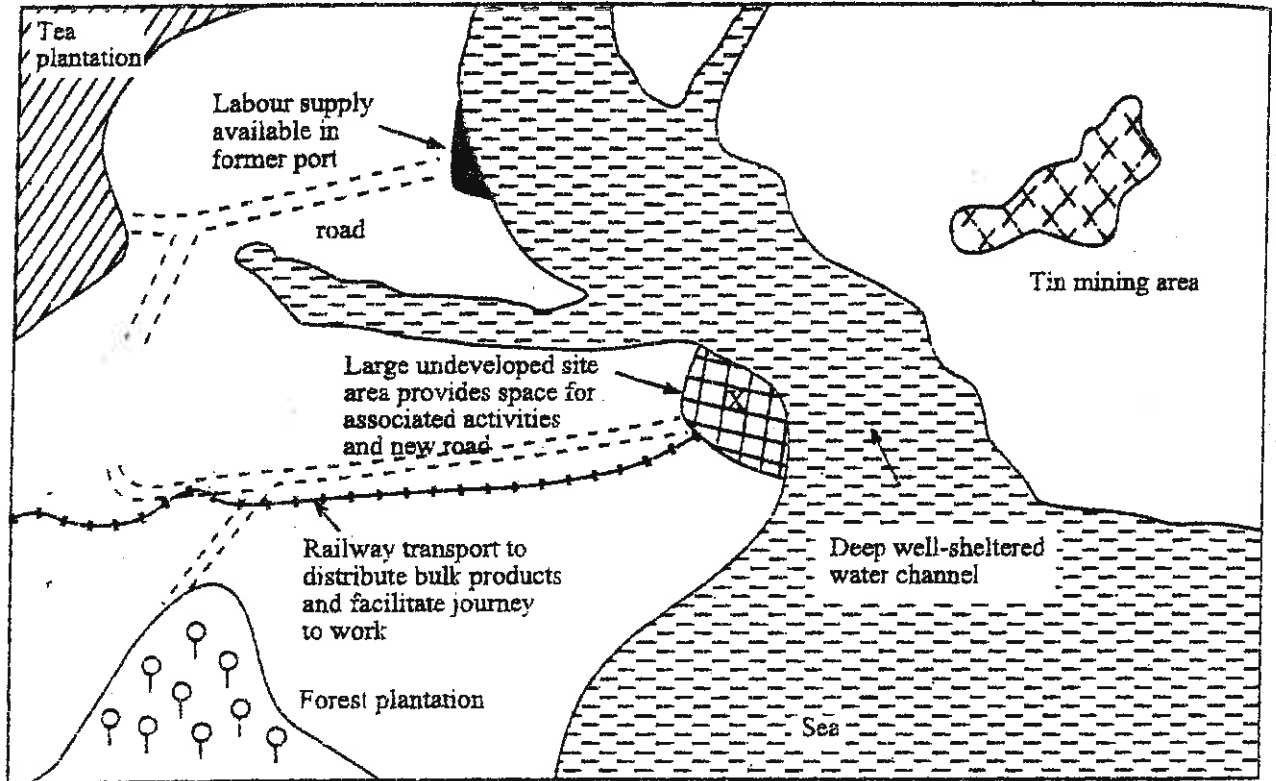 Tea
plantation
Labour supply
available in
former port
road
Tin mining area
Large undeveloped site
area provides space for
associated activities
and new road
X
Railway transport to
distribute bulk products
and facilitate journey
to work
Deep well-sheltered
water channel
Forest plantation
Sea